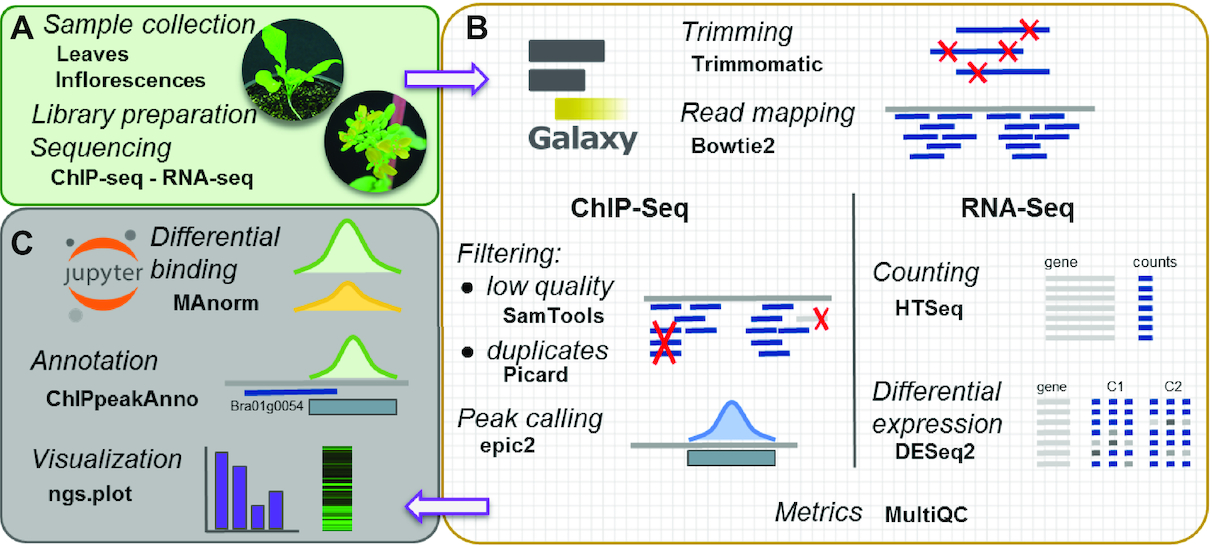 A
Sample collection
Leaves
Inflorescences
Library preparation
Sequencing
ChIP-seq - RNA-seq
B
Galaxy
Trimming
Trimmomatic
Read mapping
Bowtie2
ChIP-Seq
Filtering:
● low quality
SamTools
● duplicates
Picard
Peak calling
epic2
RNA-Seq
Counting
HTSeq
gene counts
Differential
expression
DESeq2
gene C1 C2
Metrics MultiQC
C
jupyter
Differential
binding
MAnorm
Annotation
ChIPpeakAnno
Bra01g0054
Visualization
ngs.plot